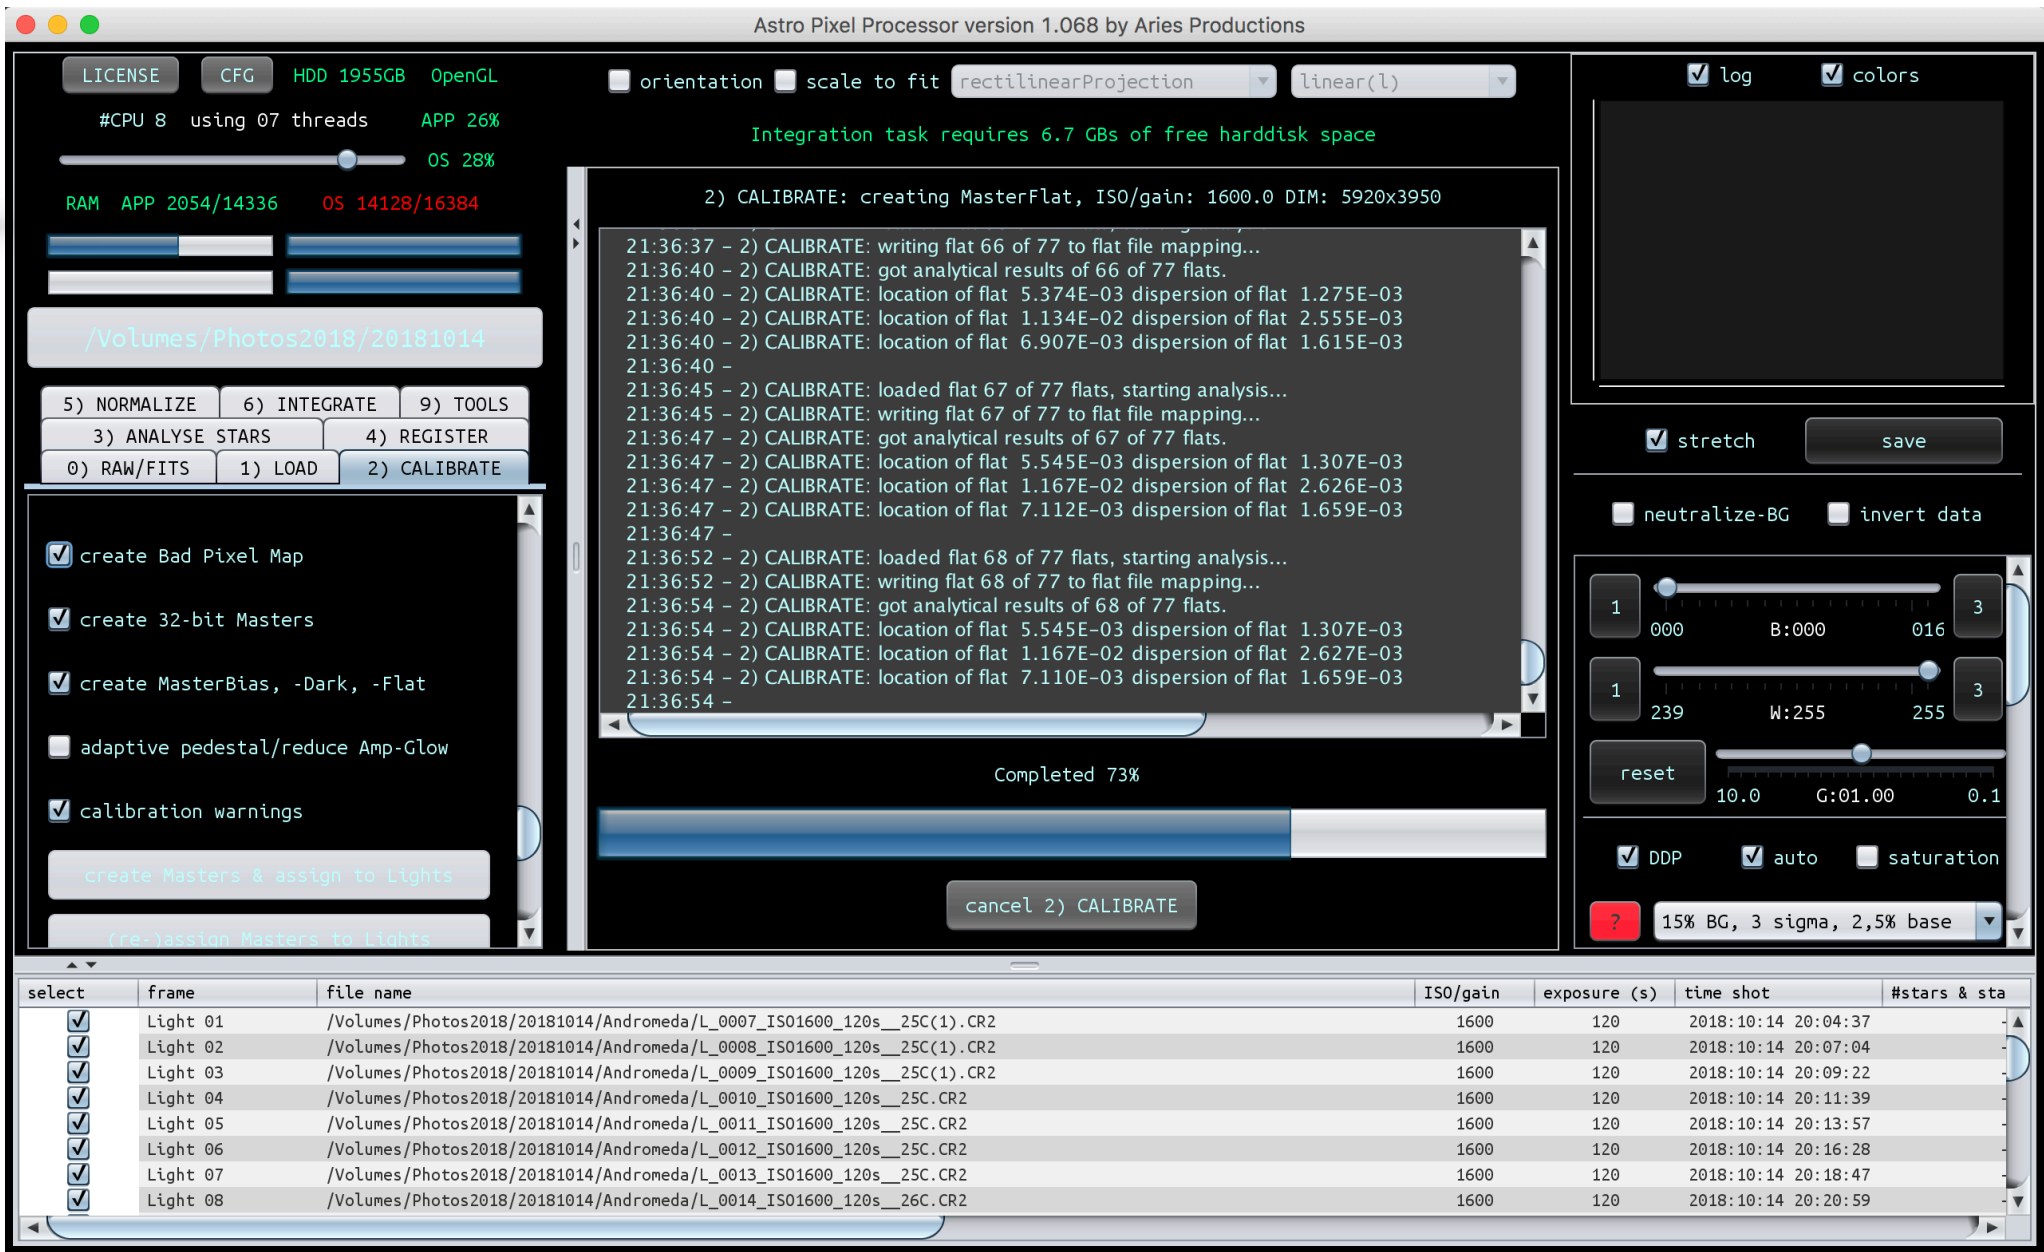 Astro Pixel Processor version 1.068 by Aries Productions
LICENSE CFG HDD 1955GB OpenGL
#CPU 8 using 07 threads APP 26%
OS 28%
RAM APP 2054/14336 OS 14128/16384
/Volumes/Photos2018/20181014
5) NORMALIZE 6) INTEGRATE 9) TOOLS
3) ANALYSE STARS 4) REGISTER
0) RAW/FITS 1) LOAD 2) CALIBRATE
create Bad Pixel Map
create 32-bit Masters
create MasterBias, -Dark, -Flat
adaptive pedestal/reduce Amp-Glow
calibration warnings
create Masters & assign to Lights
(re-)assign Masters to Lights
orientation scale to fit rectilinearProjection linear(l)
Integration task requires 6.7 GBs of free harddisk space
2) CALIBRATE: creating MasterFlat, ISO/gain: 1600.0 DIM: 5920x3950
21:36:37 - 2) CALIBRATE: writing flat 66 of 77 to flat file mapping...
21:36:40 - 2) CALIBRATE: got analytical results of 66 of 77 flats.
21:36:40 - 2) CALIBRATE: location of flat 5.374E-03 dispersion of flat 1.275E-03
21:36:40 - 2) CALIBRATE: location of flat 1.134E-02 dispersion of flat 2.555E-03
21:36:40 - 2) CALIBRATE: location of flat 6.907E-03 dispersion of flat 1.615E-03
21:36:40 -
21:36:45 - 2) CALIBRATE: loaded flat 67 of 77 flats, starting analysis...
21:36:45 - 2) CALIBRATE: writing flat 67 of 77 to flat file mapping...
21:36:47 - 2) CALIBRATE: got analytical results of 67 of 77 flats.
21:36:47 - 2) CALIBRATE: location of flat 5.545E-03 dispersion of flat 1.307E-03
21:36:47 - 2) CALIBRATE: location of flat 1.167E-02 dispersion of flat 2.626E-03
21:36:47 - 2) CALIBRATE: location of flat 7.112E-03 dispersion of flat 1.659E-03
21:36:47 -
21:36:52 - 2) CALIBRATE: loaded flat 68 of 77 flats, starting analysis...
21:36:52 - 2) CALIBRATE: writing flat 68 of 77 to flat file mapping...
21:36:54 - 2) CALIBRATE: got analytical results of 68 of 77 flats.
21:36:54 - 2) CALIBRATE: location of flat 5.545E-03 dispersion of flat 1.307E-03
21:36:54 - 2) CALIBRATE: location of flat 1.167E-02 dispersion of flat 2.627E-03
21:36:54 - 2) CALIBRATE: location of flat 7.110E-03 dispersion of flat 1.659E-03
21:36:54 -
Completed 73%
cancel 2) CALIBRATE
log colors
stretch save
neutralize-BG invert data
1 3
000 B:000 016
1 3
239 W:255 255
reset
10.0 G:01.00 0.1
DDP auto saturation
? 15% BG, 3 sigma, 2,5% base
select frame file name ISO/gain exposure (s) time shot #stars & sta
Light 01 /Volumes/Photos2018/20181014/Andromeda/L_0007_ISO1600_120s__25C(1).CR2 1600 120 2018:10:14 20:04:37 -
Light 02 /Volumes/Photos2018/20181014/Andromeda/L_0008_ISO1600_120s__25C(1).CR2 1600 120 2018:10:14 20:07:04 -
Light 03 /Volumes/Photos2018/20181014/Andromeda/L_0009_ISO1600_120s__25C(1).CR2 1600 120 2018:10:14 20:09:22 -
Light 04 /Volumes/Photos2018/20181014/Andromeda/L_0010_ISO1600_120s__25C.CR2 1600 120 2018:10:14 20:11:39 -
Light 05 /Volumes/Photos2018/20181014/Andromeda/L_0011_ISO1600_120s__25C.CR2 1600 120 2018:10:14 20:13:57 -
Light 06 /Volumes/Photos2018/20181014/Andromeda/L_0012_ISO1600_120s__25C.CR2 1600 120 2018:10:14 20:16:28 -
Light 07 /Volumes/Photos2018/20181014/Andromeda/L_0013_ISO1600_120s__25C.CR2 1600 120 2018:10:14 20:18:47 -
Light 08 /Volumes/Photos2018/20181014/Andromeda/L_0014_ISO1600_120s__26C.CR2 1600 120 2018:10:14 20:20:59 -